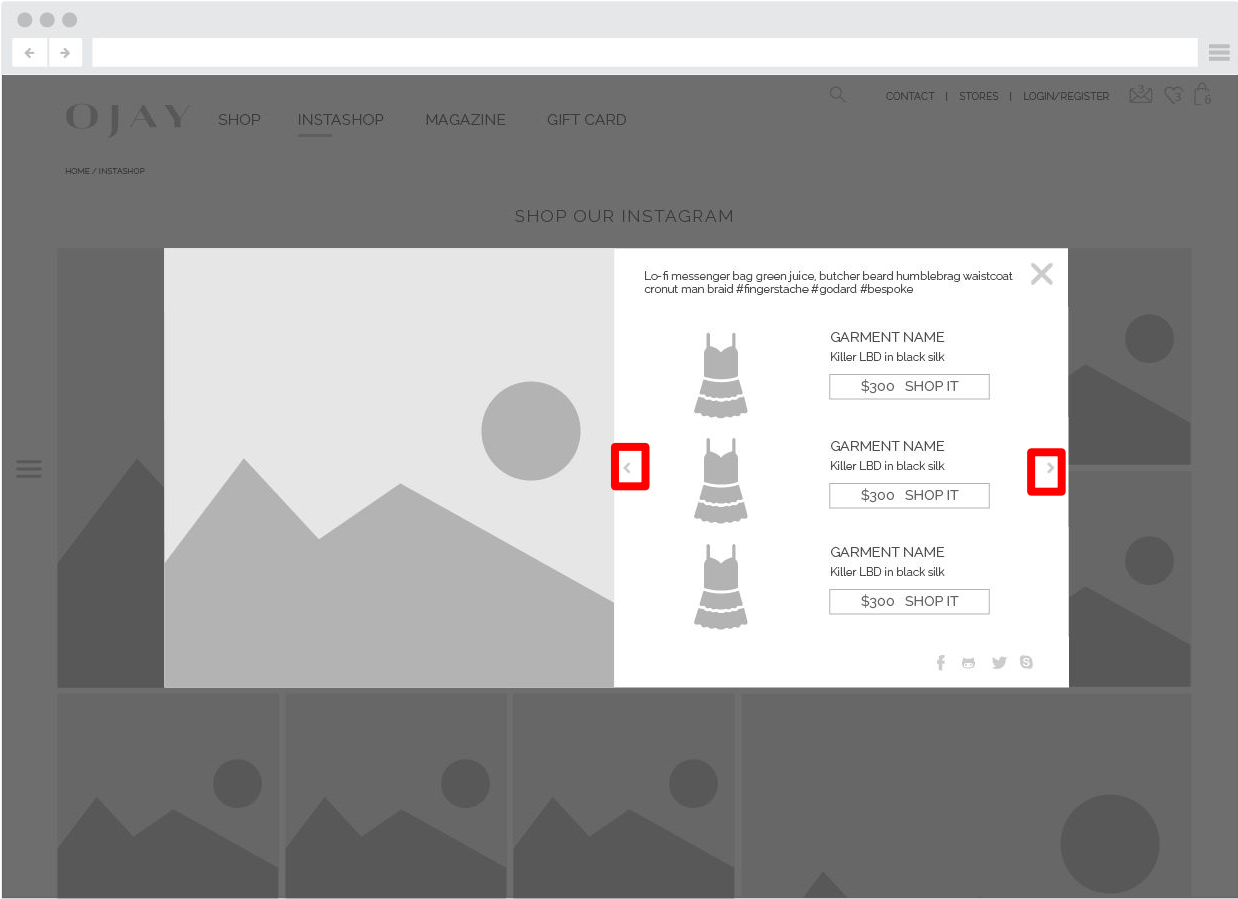 OJAY
SHOP
INSTASHOP
MAGAZINE
GIFT CARD
CONTACT | STORES | LOGIN/REGISTER
3
3
6
HOME / INSTASHOP
SHOP OUR INSTAGRAM
Lo-fi messenger bag green juice, butcher beard humblebrag waistcoat
cronut man braid #fingerstache #godard #bespoke
GARMENT NAME
Killer LBD in black silk
$300 SHOP IT
GARMENT NAME
Killer LBD in black silk
$300 SHOP IT
GARMENT NAME
Killer LBD in black silk
$300 SHOP IT